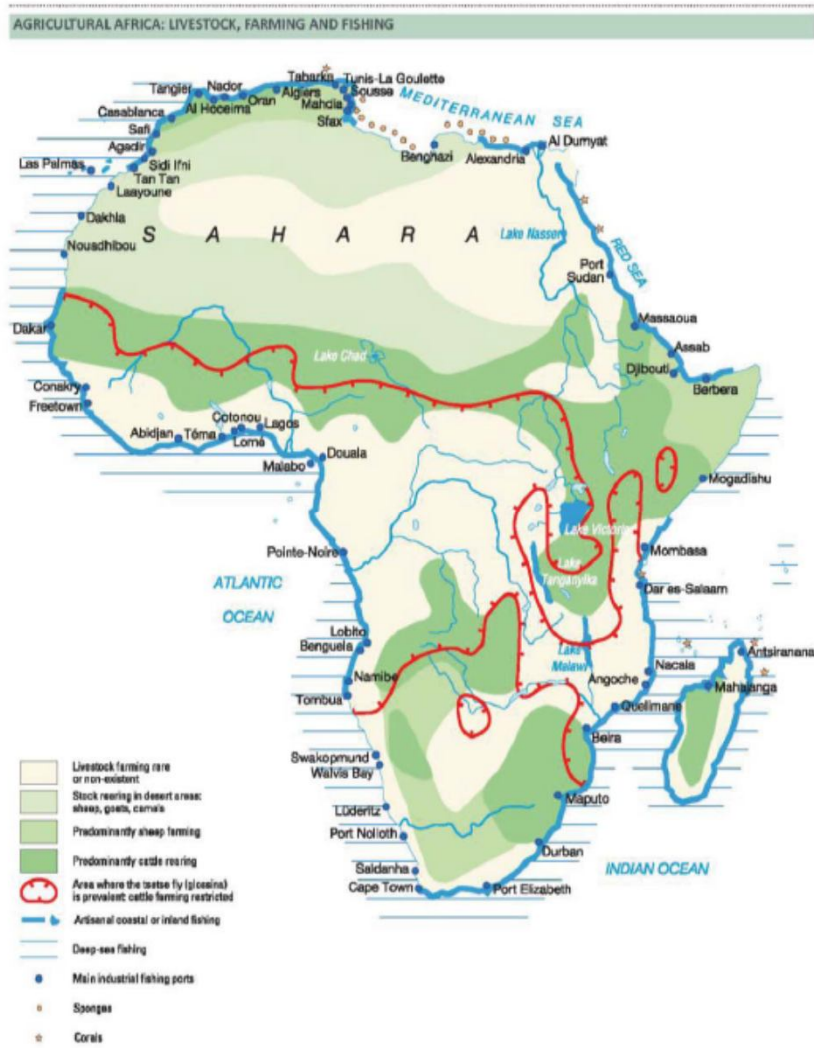 AGRICULTURAL AFRICA: LIVESTOCK, FARMING AND FISHING
Tabarka
Tunis-La Goulette
Tangier
Nador
Algiers
Sousse
Oran
Mahdia
MEDITERRANEAN SEA
Al Hoceima
Casablanca
Sfax
Safi
Al Dumyat
Agadir
Benghazi
Alexandria
Las Palmas
Sidi Ifni
Tan Tan
Laayoune
Dakhla
SAHARA
Lake Nasser
Nouadhibou
RED SEA
Port
Sudan
Massaoua
Dakar
Lake Chad
Assab
Djibouti
Conakry
Berbera
Freetown
Cotonou
Lagos
Abidjan
Téma
Lomé
Douala
Malabo
Mogadishu
Lake Victoria
Pointe-Noire
Mombasa
Lake
Tanganyika
ATLANTIC
OCEAN
Dar es-Salaam
Lobito
Benguela
Lake
Malawi
Antsiranana
Nacala
Namibe
Angoche
Mahajanga
Tombua
Quelimane
Beira
Swakopmund
Walvis Bay
Lüderitz
Maputo
Port Nolloth
Durban
Saldanha
INDIAN OCEAN
Cape Town
Port Elizabeth
Livestock farming rare
or non-existent
Stock rearing in desert areas:
sheep, goats, camels
Predominantly sheep farming
Predominantly cattle rearing
Area where the tsetse fly (glossina)
is prevalent: cattle farming restricted
Artisanal coastal or inland fishing
Deep-sea fishing
Main industrial fishing ports
Sponges
Corals